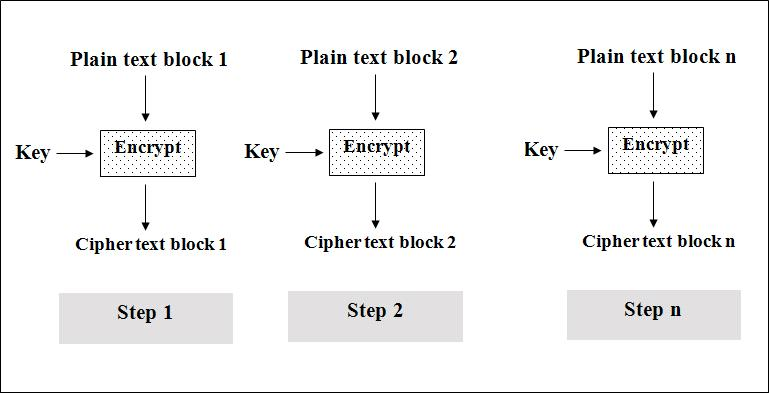 Plain text block 1
Plain text block 2
Plain text block n
Key
Encrypt
Key
Encrypt
Key
Encrypt
Cipher text block 1
Cipher text block 2
Cipher text block n
Step 1
Step 2
Step n